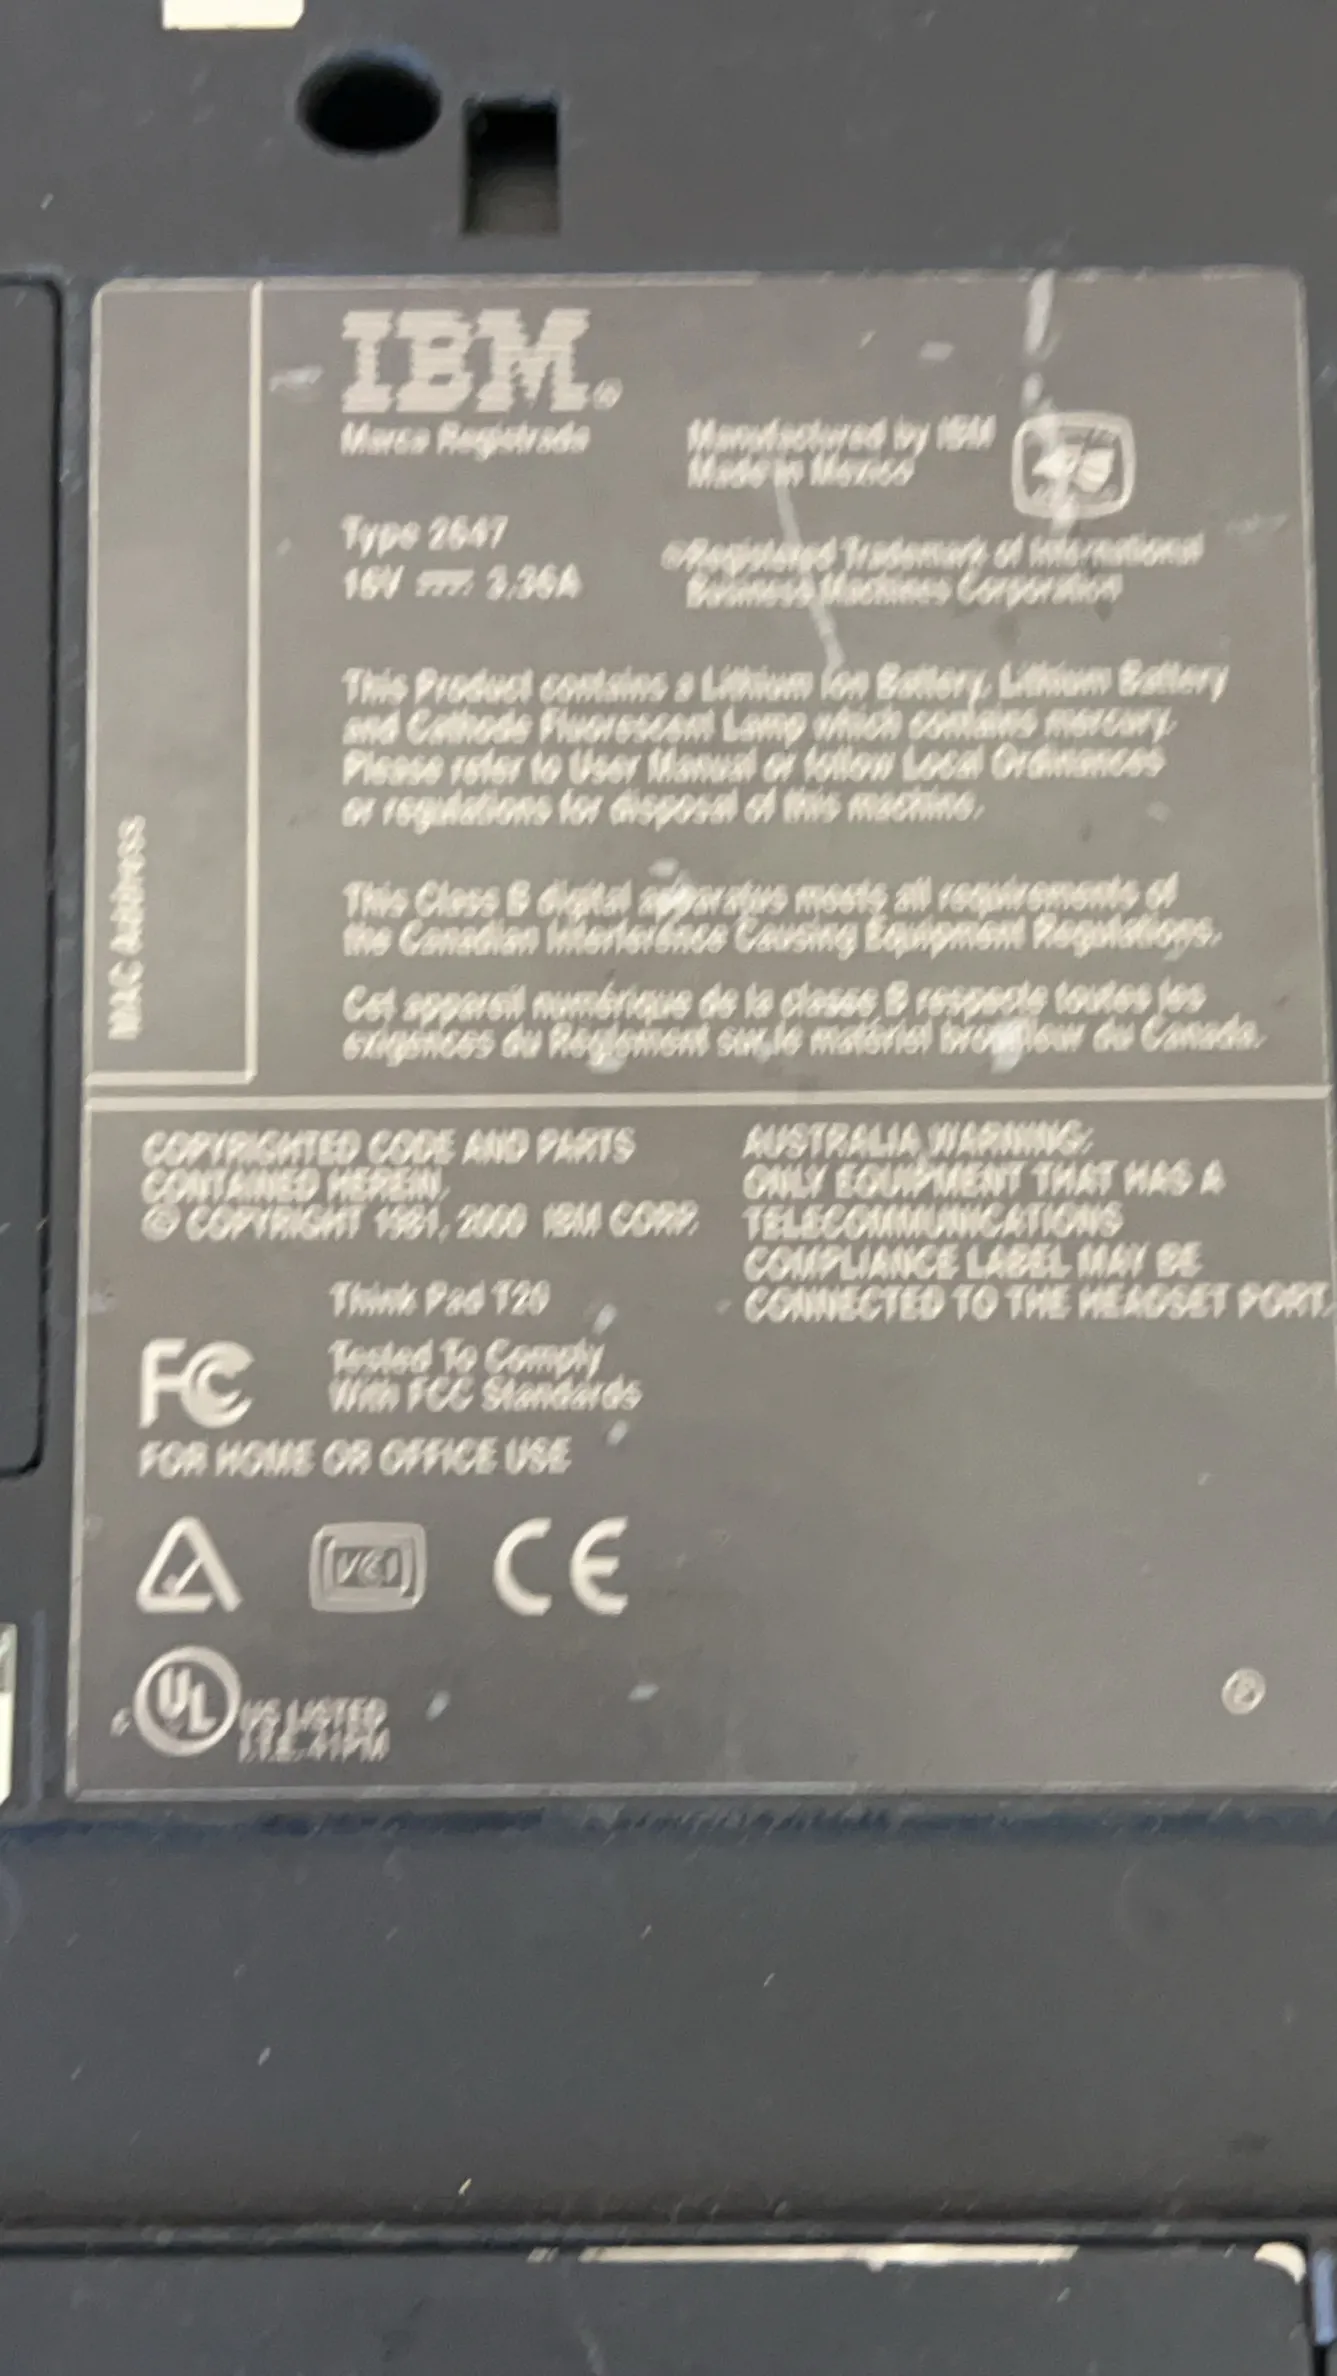 IBM®
Marca Registrada
Type 2647
16V 3.36A
Manufactured by IBM
Made in Mexico
®Registered Trademark of International
Business Machines Corporation
This Product contains a Lithium Ion Battery, Lithium Battery
and Cathode Fluorescent Lamp which contains mercury.
Please refer to User Manual or follow Local Ordinances
or regulations for disposal of this machine.
MAC Address
This Class B digital apparatus meets all requirements of
the Canadian Interference Causing Equipment Regulations.
Cet appareil numérique de la classe B respecte toutes les
exigences du Règlement sur le matériel brouilleur du Canada.
COPYRIGHTED CODE AND PARTS
CONTAINED HEREIN.
© COPYRIGHT 1981, 2000 IBM CORP.
AUSTRALIA WARNING:
ONLY EQUIPMENT THAT HAS A
TELECOMMUNICATIONS
COMPLIANCE LABEL MAY BE
CONNECTED TO THE HEADSET PORT.
Think Pad T20
FC
Tested To Comply
With FCC Standards
FOR HOME OR OFFICE USE
VCI
CE
c UL US LISTED
I.T.E.